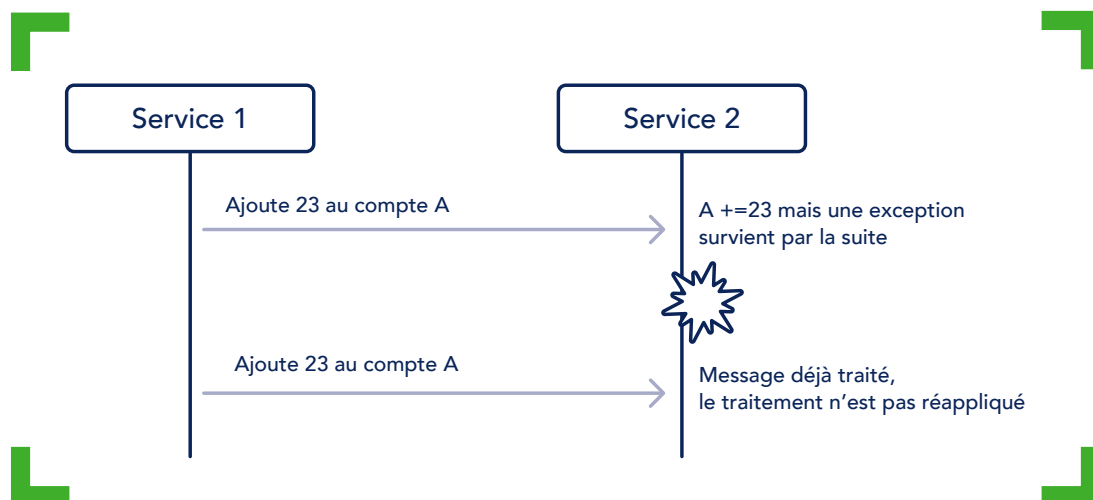 Service 1
Service 2
Ajoute 23 au compte A
A +=23 mais une exception
survient par la suite
Ajoute 23 au compte A
Message déjà traité,
le traitement n’est pas réappliqué